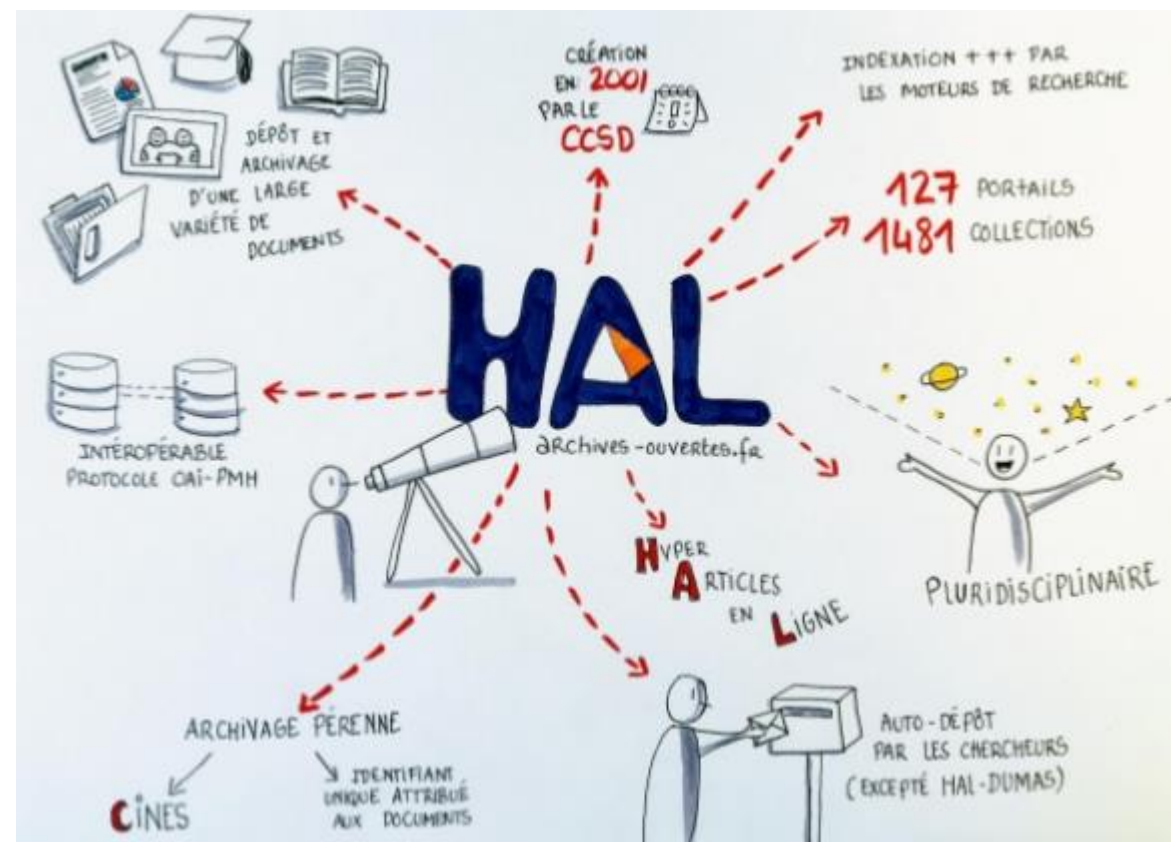 CRÉATION
EN 2001
PAR LE
CCSD
INDEXATION +++ PAR
LES MOTEURS DE RECHERCHE
DÉPÔT ET
ARCHIVAGE
D'UNE LARGE
VARIÉTÉ DE
DOCUMENTS
127 PORTAILS
1481 COLLECTIONS
HAL
archives-ouvertes.fr
INTÉROPÉRABLE
PROTOCOLE OAI-PMH
HYPER
ARTICLES
EN
LIGNE
PLURIDISCIPLINAIRE
ARCHIVAGE PÉRENNE
CINES
IDENTIFIANT
UNIQUE ATTRIBUÉ
AUX DOCUMENTS
AUTO-DÉPÔT
PAR LES CHERCHEURS
(EXCEPTÉ HAL-DUMAS)